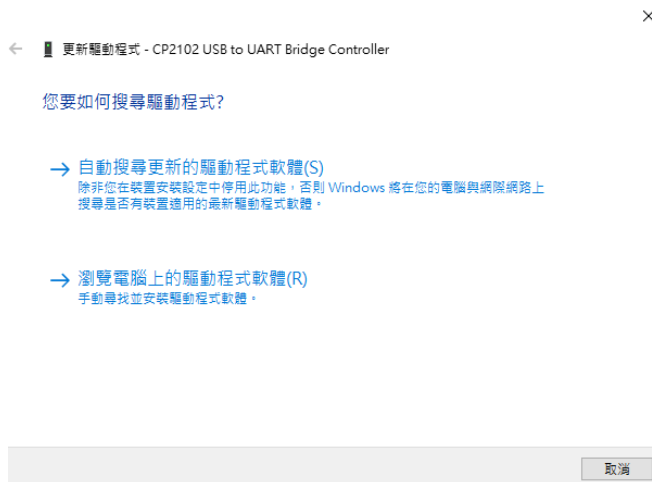 更新驅動程式 - CP2102 USB to UART Bridge Controller
您要如何搜尋驅動程式?
自動搜尋更新的驅動程式軟體(S)
除非您在裝置安裝設定中停用此功能，否則 Windows 將在您的電腦與網際網路上
搜尋是否有裝置適用的最新驅動程式軟體。
瀏覽電腦上的驅動程式軟體(R)
手動尋找並安裝驅動程式軟體。
取消